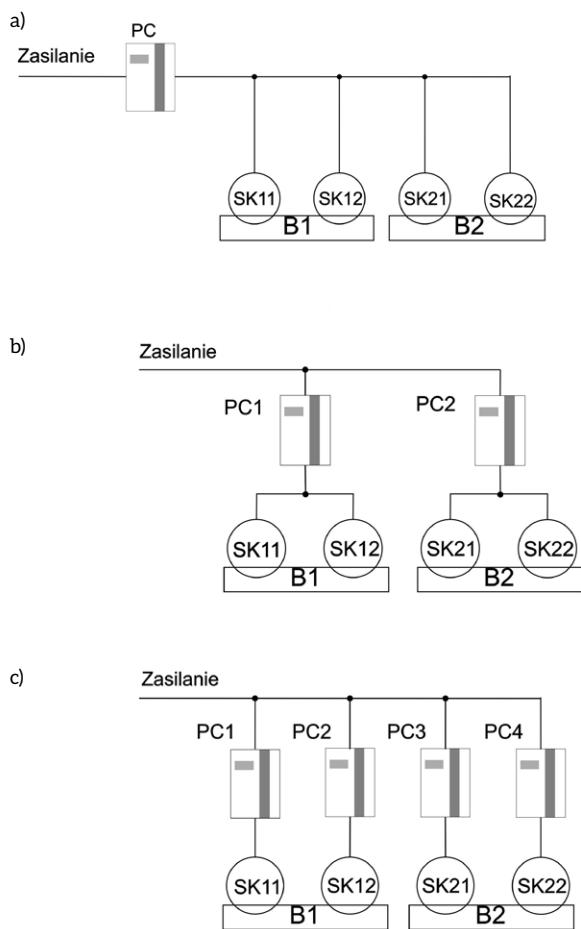 a)
PC
Zasilanie
SK11 SK12 SK21 SK22
B1 B2
b)
Zasilanie
PC1 PC2
SK11 SK12 SK21 SK22
B1 B2
c)
Zasilanie
PC1 PC2 PC3 PC4
SK11 SK12 SK21 SK22
B1 B2